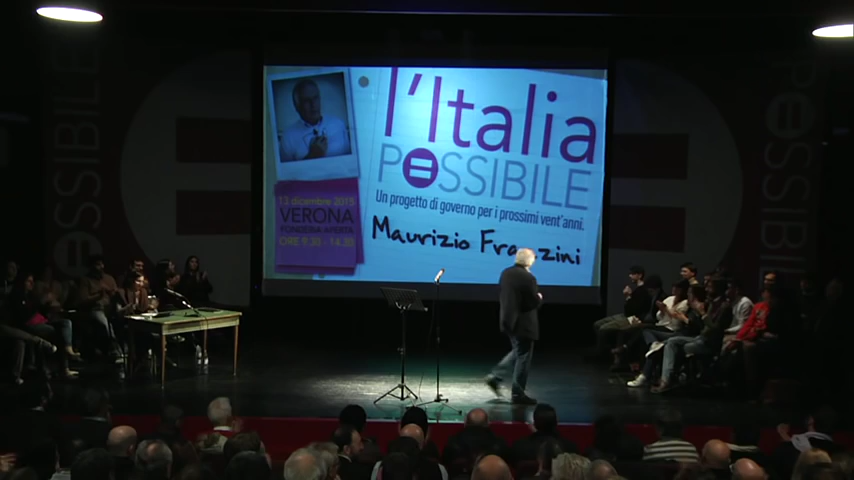 l'Italia
POSSIBILE
Un progetto di governo per i prossimi vent'anni.
13 dicembre 2015
VERONA
FONDERIA APERTA
ORE 9.30 - 14.30
Maurizio Franzini
POSSIBILE
POSSIBILE